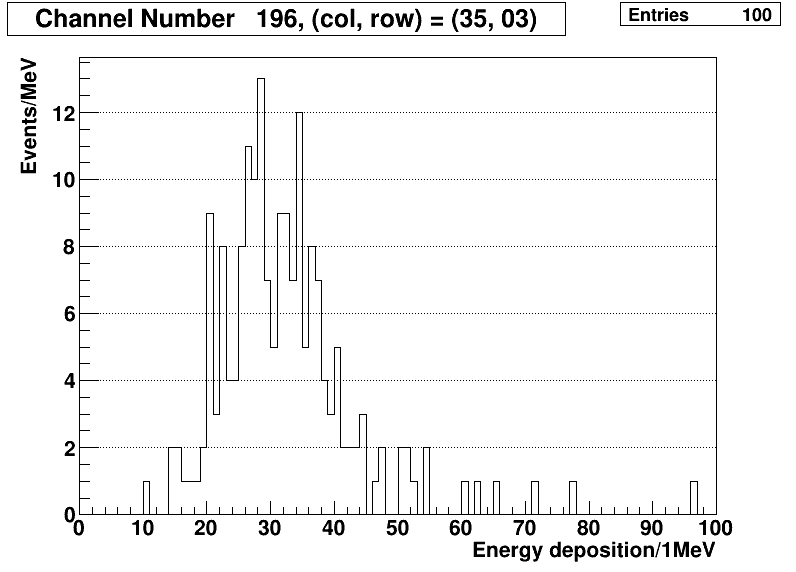 Channel Number 196, (col, row) = (35, 03)
Entries 100
Events/MeV
12
10
8
6
4
2
0
0 10 20 30 40 50 60 70 80 90 100
Energy deposition/1MeV